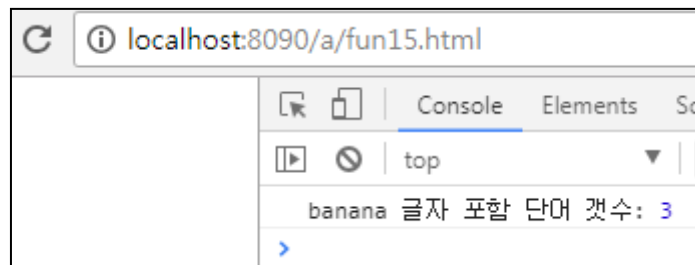 localhost:8090/a/fun15.html
Console Elements
top
banana 글자 포함 단어 갯수: 3